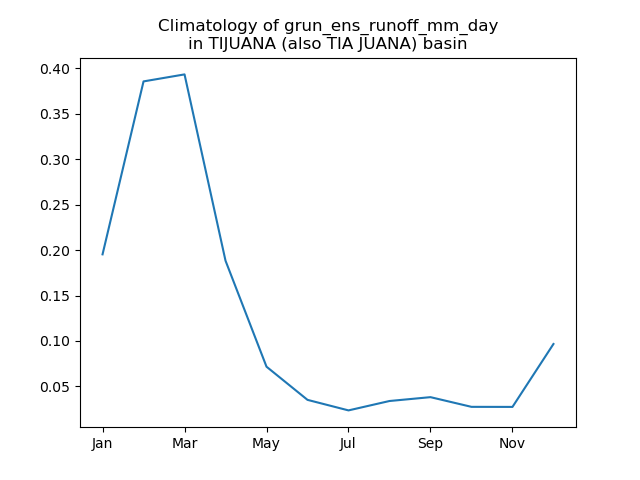 Climatology of grun_ens_runoff_mm_day
in TIJUANA (also TIA JUANA) basin
0.40
0.35
0.30
0.25
0.20
0.15
0.10
0.05
Jan Mar May Jul Sep Nov